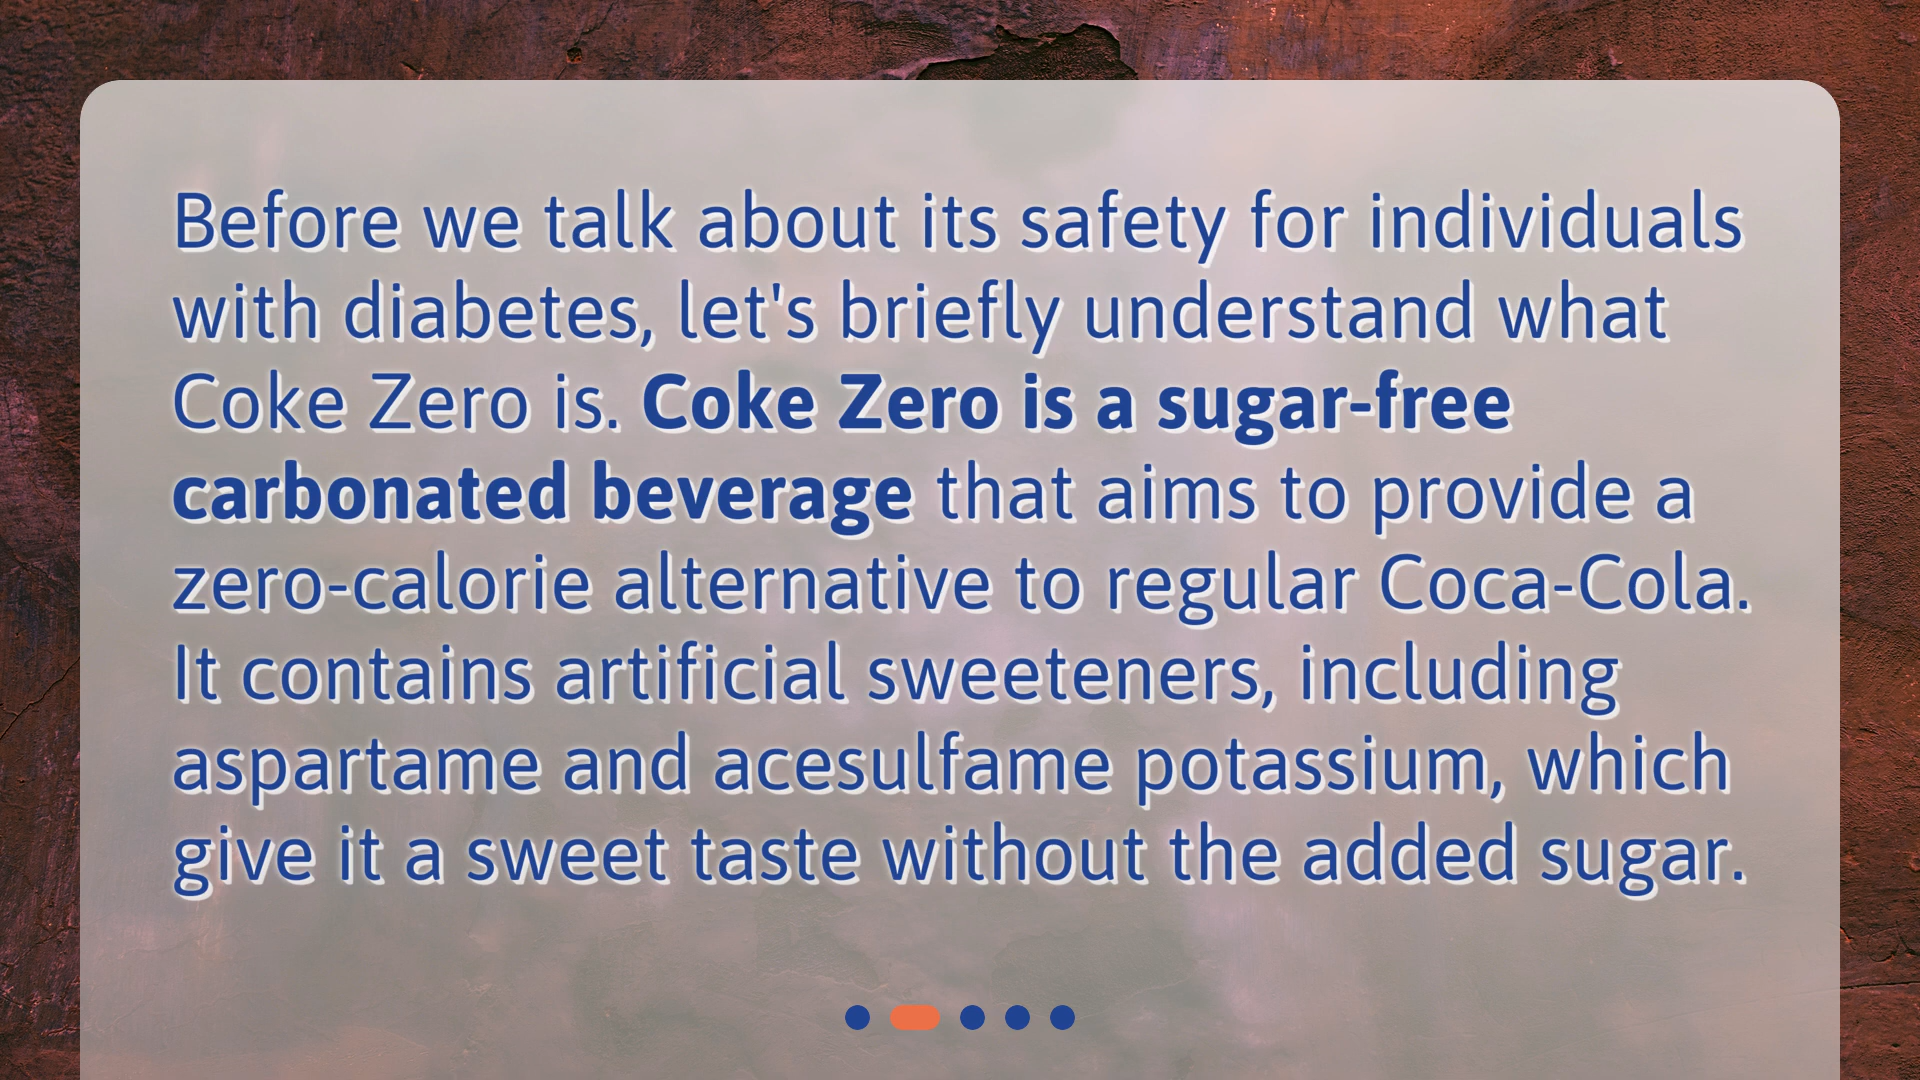 Before we talk about its safety for individuals
with diabetes, let's briefly understand what
Coke Zero is. Coke Zero is a sugar-free
carbonated beverage that aims to provide a
zero-calorie alternative to regular Coca-Cola.
It contains artificial sweeteners, including
aspartame and acesulfame potassium, which
give it a sweet taste without the added sugar.